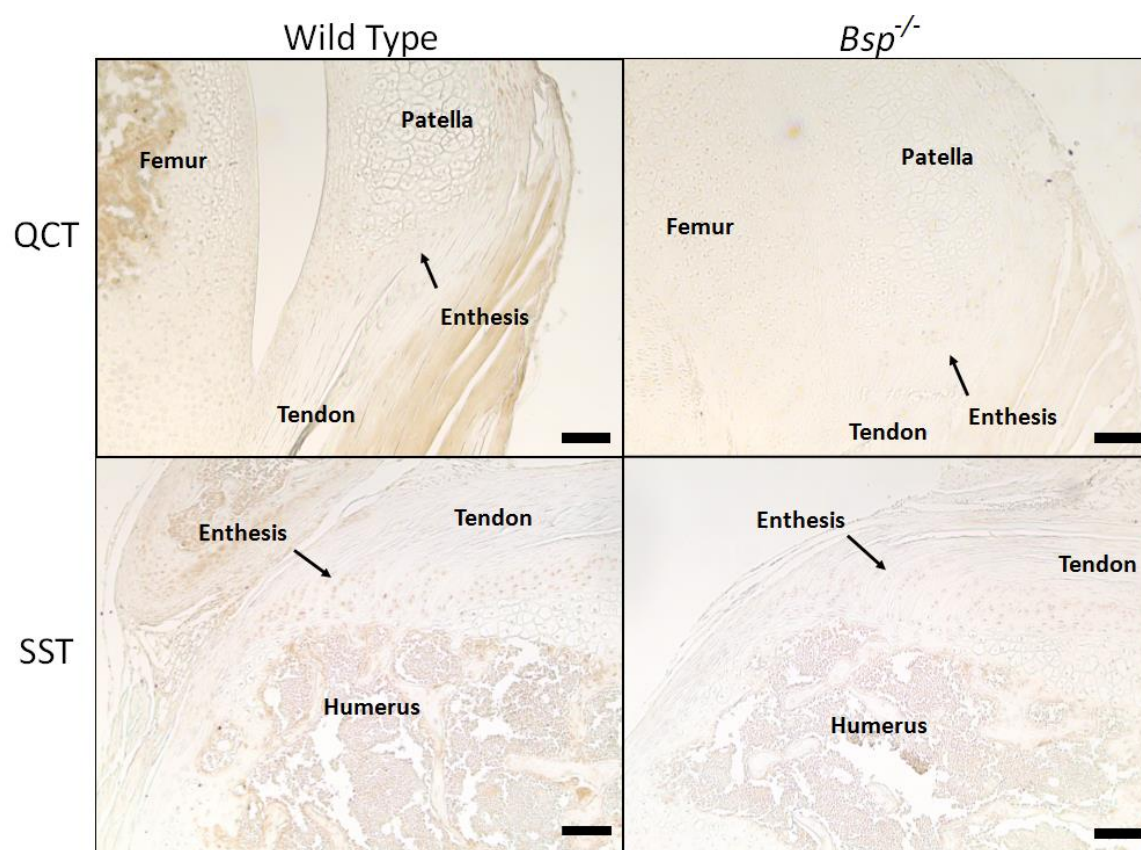 Wild Type
Bsp-/-
QCT
Femur
Patella
Enthesis
Tendon
Patella
Femur
Enthesis
Tendon
SST
Enthesis
Tendon
Humerus
Enthesis
Tendon
Humerus